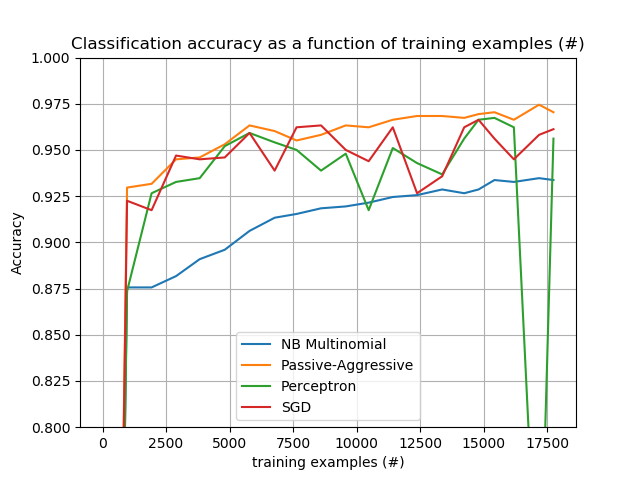 Classification accuracy as a function of training examples (#)
1.000
0.975
0.950
0.925
0.900
0.875
0.850
0.825
0.800
Accuracy
NB Multinomial
Passive-Aggressive
Perceptron
SGD
0 2500 5000 7500 10000 12500 15000 17500
training examples (#)